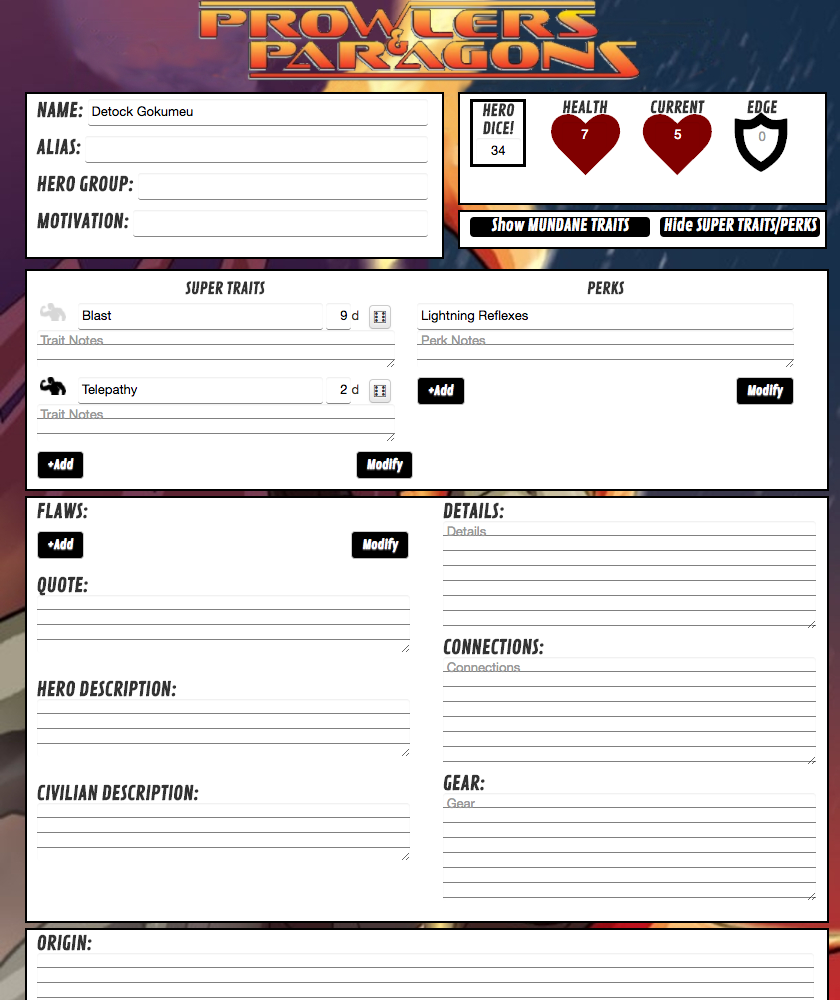 PROWLERS
&
PARAGONS
NAME: Detock Gokumeu
ALIAS:
HERO GROUP:
MOTIVATION:
HERO
DICE!
34
HEALTH
7
CURRENT
5
EDGE
0
Show MUNDANE TRAITS
Hide SUPER TRAITS/PERKS
SUPER TRAITS
Blast 9 d
Trait Notes
Telepathy 2 d
Trait Notes
+Add Modify
PERKS
Lightning Reflexes
Perk Notes
+Add Modify
FLAWS:
+Add Modify
QUOTE:
HERO DESCRIPTION:
CIVILIAN DESCRIPTION:
DETAILS:
Details
CONNECTIONS:
Connections
GEAR:
Gear
ORIGIN: